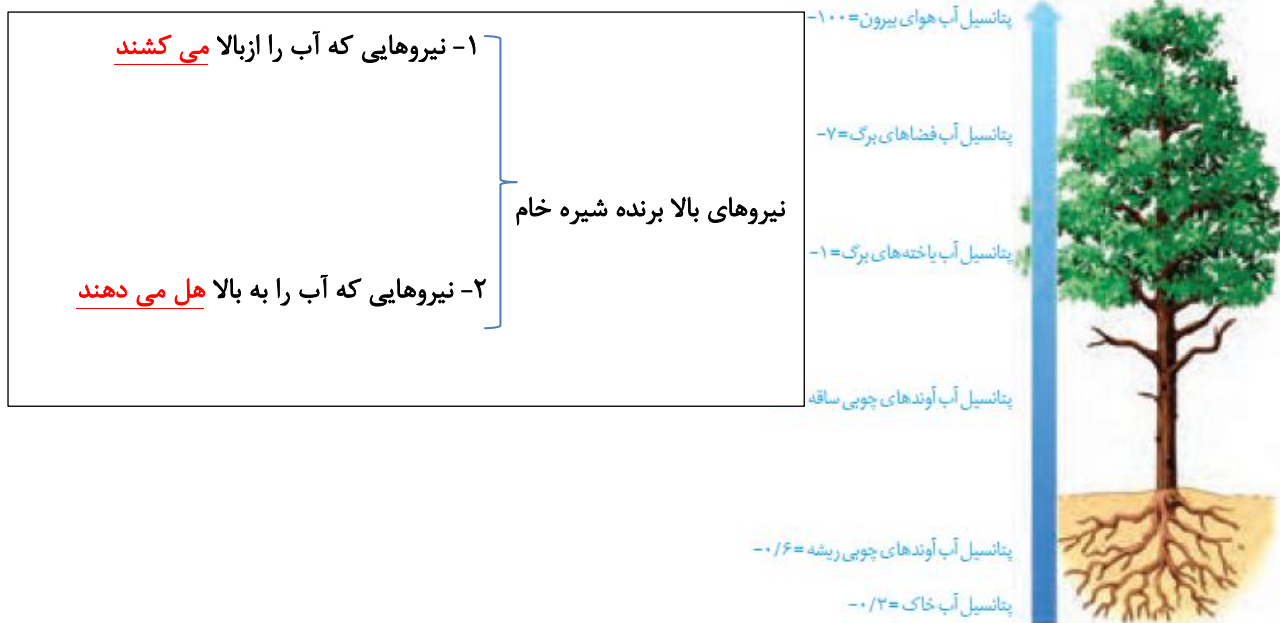 ۱- نیروهایی که آب را ازبالا می کشند
نیروهای بالا برنده شیره خام
۲- نیروهایی که آب را به بالا هل می دهند
پتانسیل آب هوای بیرون=۱۰۰-
پتانسیل آب فضاهای برگ=۷-
پتانسیل آب یاخته‌های برگ=۱-
پتانسیل آب آوندهای چوبی ساقه
پتانسیل آب آوندهای چوبی ریشه =۰/۶-
پتانسیل آب خاک =۰/۳-